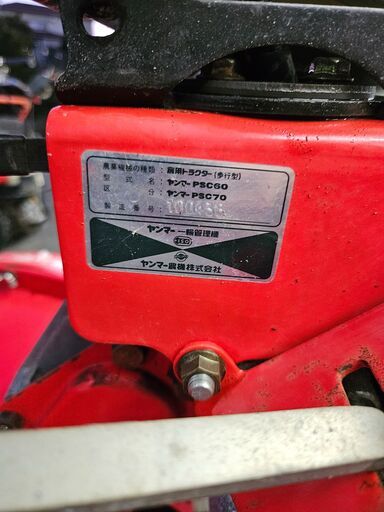 農業機械の種類：農用トラクター(歩行型)
型式名：ヤンマーPSC60
区分：ヤンマーPSC70
製造番号：
ヤンマー一輪管理機
ヤンマー農機株式会社